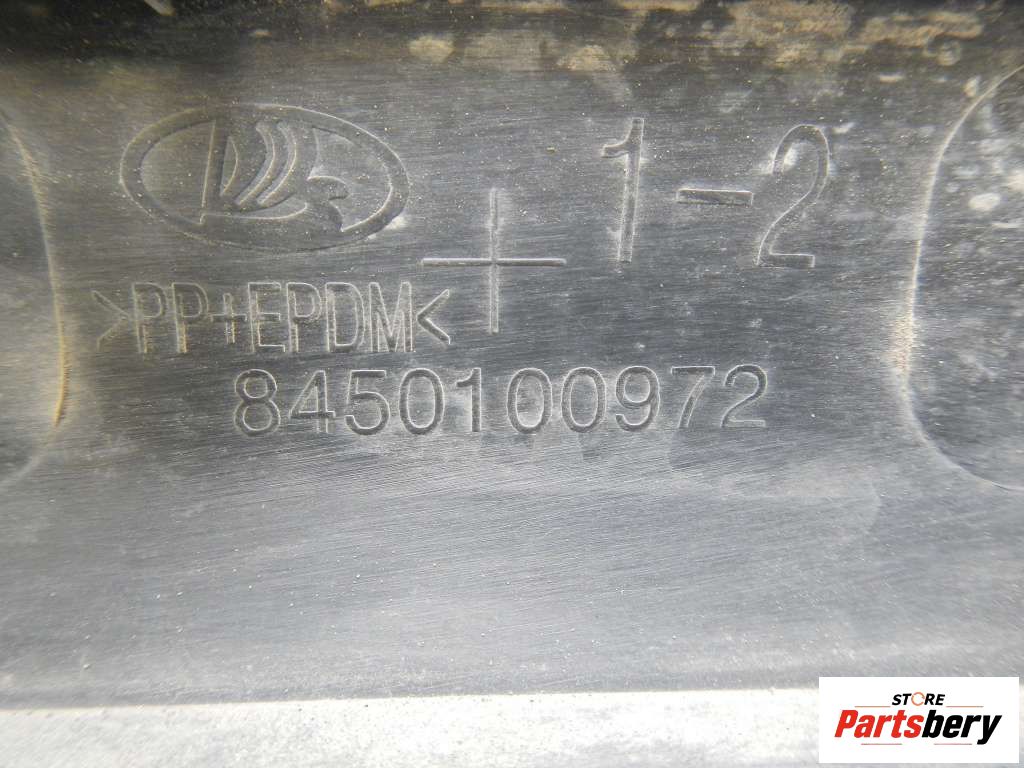 1-2
>PP+EPDM<
8450100972
STORE
Partsbery